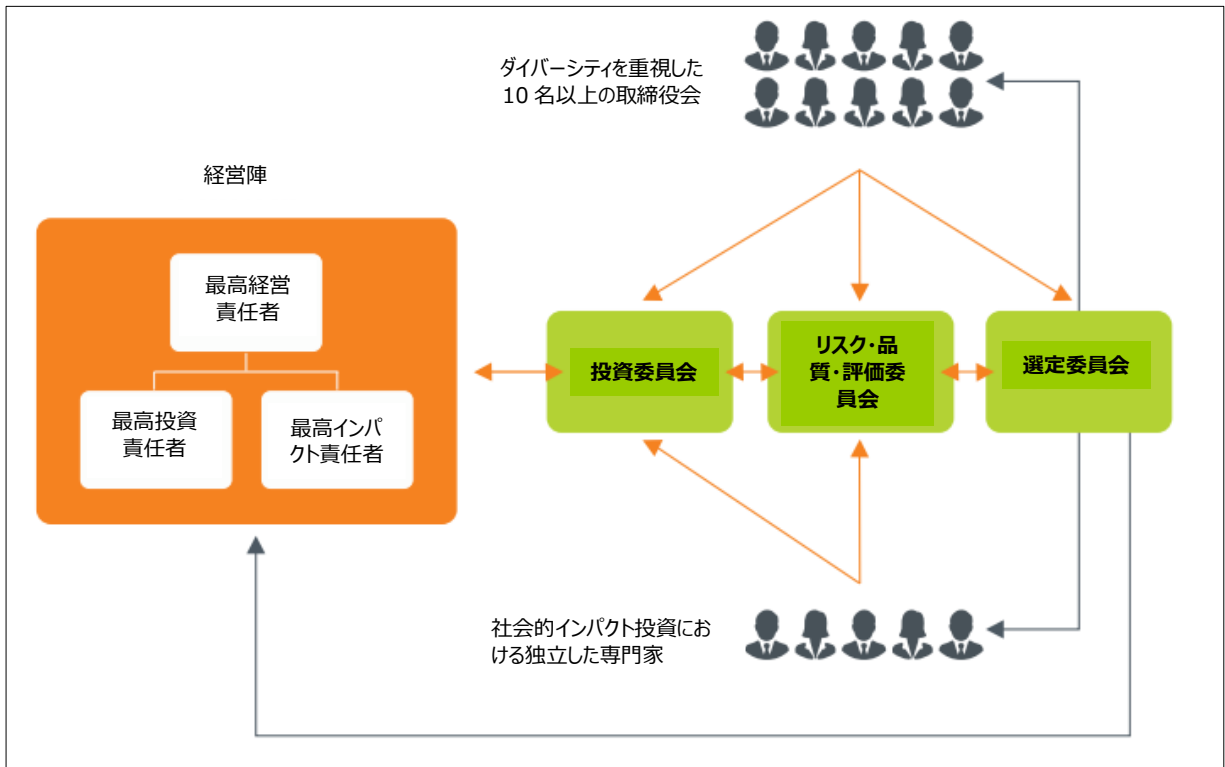 ダイバーシティを重視した
10 名以上の取締役会
経営陣
最高経営
責任者
最高投資
責任者
最高インパ
クト責任者
投資委員会
リスク・品
質・評価委
員会
選定委員会
社会的インパクト投資にお
ける独立した専門家